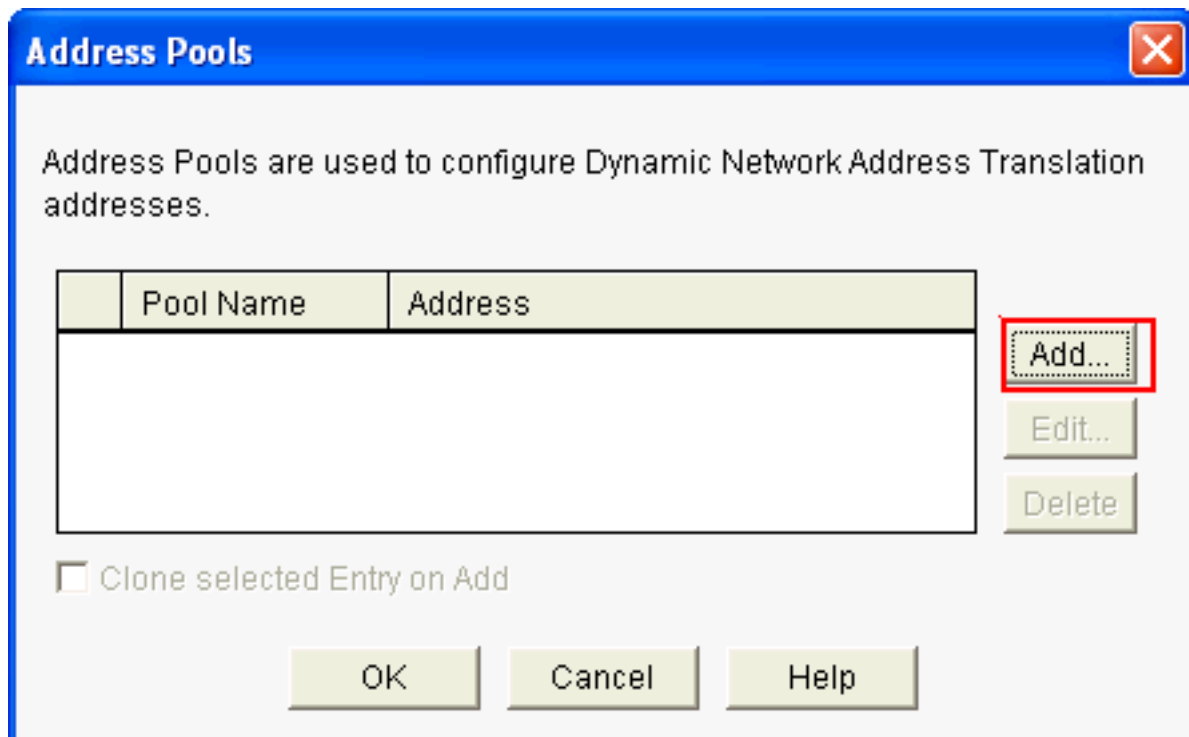 Address Pools
Address Pools are used to configure Dynamic Network Address Translation
addresses.
Pool Name Address
Add...
Edit...
Delete
Clone selected Entry on Add
OK Cancel Help